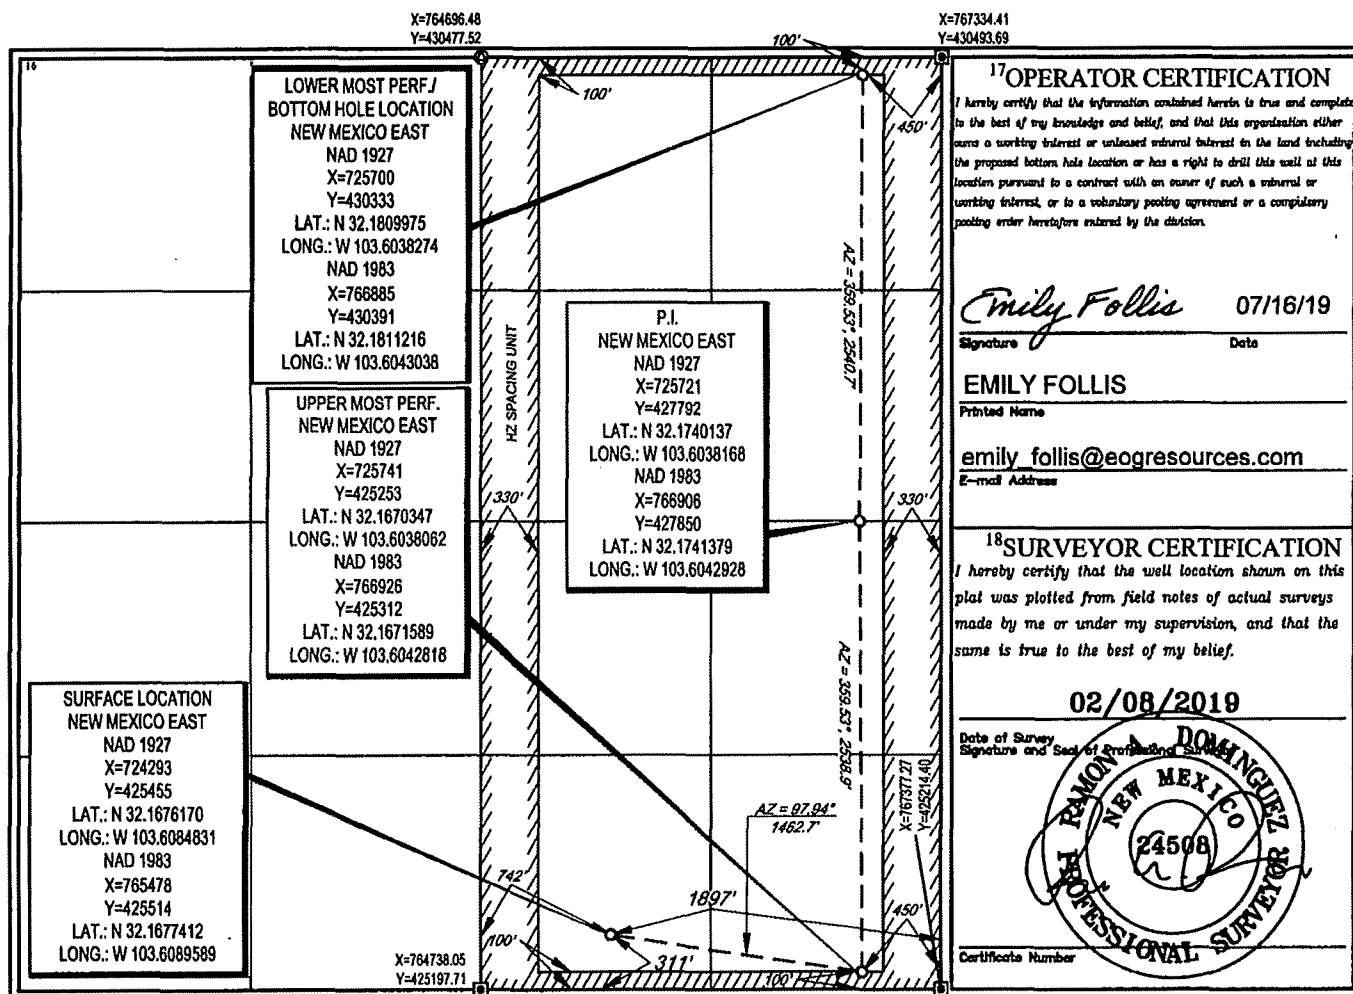 X=764696.48
Y=430477.52
X=767334.41
Y=430493.69
16
100'
100'
450'
LOWER MOST PERF./
BOTTOM HOLE LOCATION
NEW MEXICO EAST
NAD 1927
X=725700
Y=430333
LAT.: N 32.1809975
LONG.: W 103.6038274
NAD 1983
X=766885
Y=430391
LAT.: N 32.1811216
LONG.: W 103.6043038
UPPER MOST PERF.
NEW MEXICO EAST
NAD 1927
X=725741
Y=425253
LAT.: N 32.1670347
LONG.: W 103.6038062
NAD 1983
X=766926
Y=425312
LAT.: N 32.1671589
LONG.: W 103.6042818
SURFACE LOCATION
NEW MEXICO EAST
NAD 1927
X=724293
Y=425455
LAT.: N 32.1676170
LONG.: W 103.6084831
NAD 1983
X=765478
Y=425514
LAT.: N 32.1677412
LONG.: W 103.6089589
HZ SPACING UNIT
330'
P.I.
NEW MEXICO EAST
NAD 1927
X=725721
Y=427792
LAT.: N 32.1740137
LONG.: W 103.6038168
NAD 1983
X=766906
Y=427850
LAT.: N 32.1741379
LONG.: W 103.6042928
AZ = 359.53°, 2540.7'
330'
AZ = 359.53°, 2538.9'
X=767377.27
Y=425214.40
AZ = 97.94°
1462.7'
742'
1897'
450'
100'
311'
100'
X=764738.05
Y=425197.71
17OPERATOR CERTIFICATION
I hereby certify that the information contained herein is true and complete
to the best of my knowledge and belief, and that this organization either
owns a working interest or unleased mineral interest in the land including
the proposed bottom hole location or has a right to drill this well at this
location pursuant to a contract with an owner of such a mineral or
working interest, or to a voluntary pooling agreement or a compulsory
pooling order heretofore entered by the division.
Emily Follis 07/16/19
Signature Date
EMILY FOLLIS
Printed Name
emily_follis@eogresources.com
E-mail Address
18SURVEYOR CERTIFICATION
I hereby certify that the well location shown on this
plat was plotted from field notes of actual surveys
made by me or under my supervision, and that the
same is true to the best of my belief.
02/08/2019
Date of Survey
Signature and Seal of Professional Surveyor
RAMON A. DOMINGUEZ
NEW MEXICO
24508
PROFESSIONAL SURVEYOR
Certificate Number